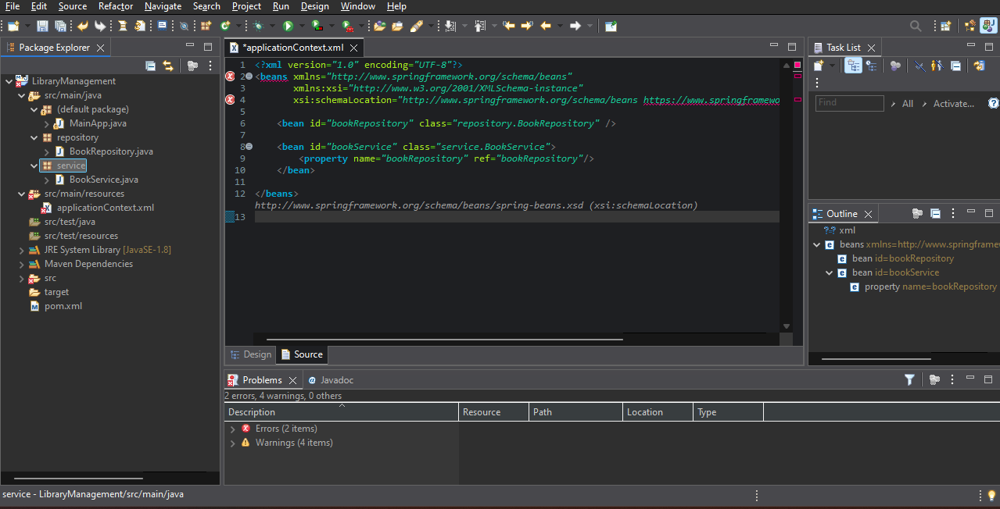 File Edit Source Refactor Navigate Search Project Run Design Window Help
Package Explorer
LibraryManagement
src/main/java
(default package)
MainApp.java
repository
BookRepository.java
service
BookService.java
src/main/resources
applicationContext.xml
src/test/java
src/test/resources
JRE System Library [JavaSE-1.8]
Maven Dependencies
src
target
pom.xml
*applicationContext.xml
1 <?xml version="1.0" encoding="UTF-8"?>
2 <beans xmlns="http://www.springframework.org/schema/beans"
3 xmlns:xsi="http://www.w3.org/2001/XMLSchema-instance"
4 xsi:schemaLocation="http://www.springframework.org/schema/beans https://www.springframewo
5
6 <bean id="bookRepository" class="repository.BookRepository" />
7
8 <bean id="bookService" class="service.BookService">
9 <property name="bookRepository" ref="bookRepository"/>
10 </bean>
11
12 </beans>
http://www.springframework.org/schema/beans/spring-beans.xsd (xsi:schemaLocation)
13
Design Source
Task List
Find All Activate...
Outline
xml
beans xmlns=http://www.springframe
bean id=bookRepository
bean id=bookService
property name=bookRepository
Problems Javadoc
2 errors, 4 warnings, 0 others
Description Resource Path Location Type
Errors (2 items)
Warnings (4 items)
service - LibraryManagement/src/main/java